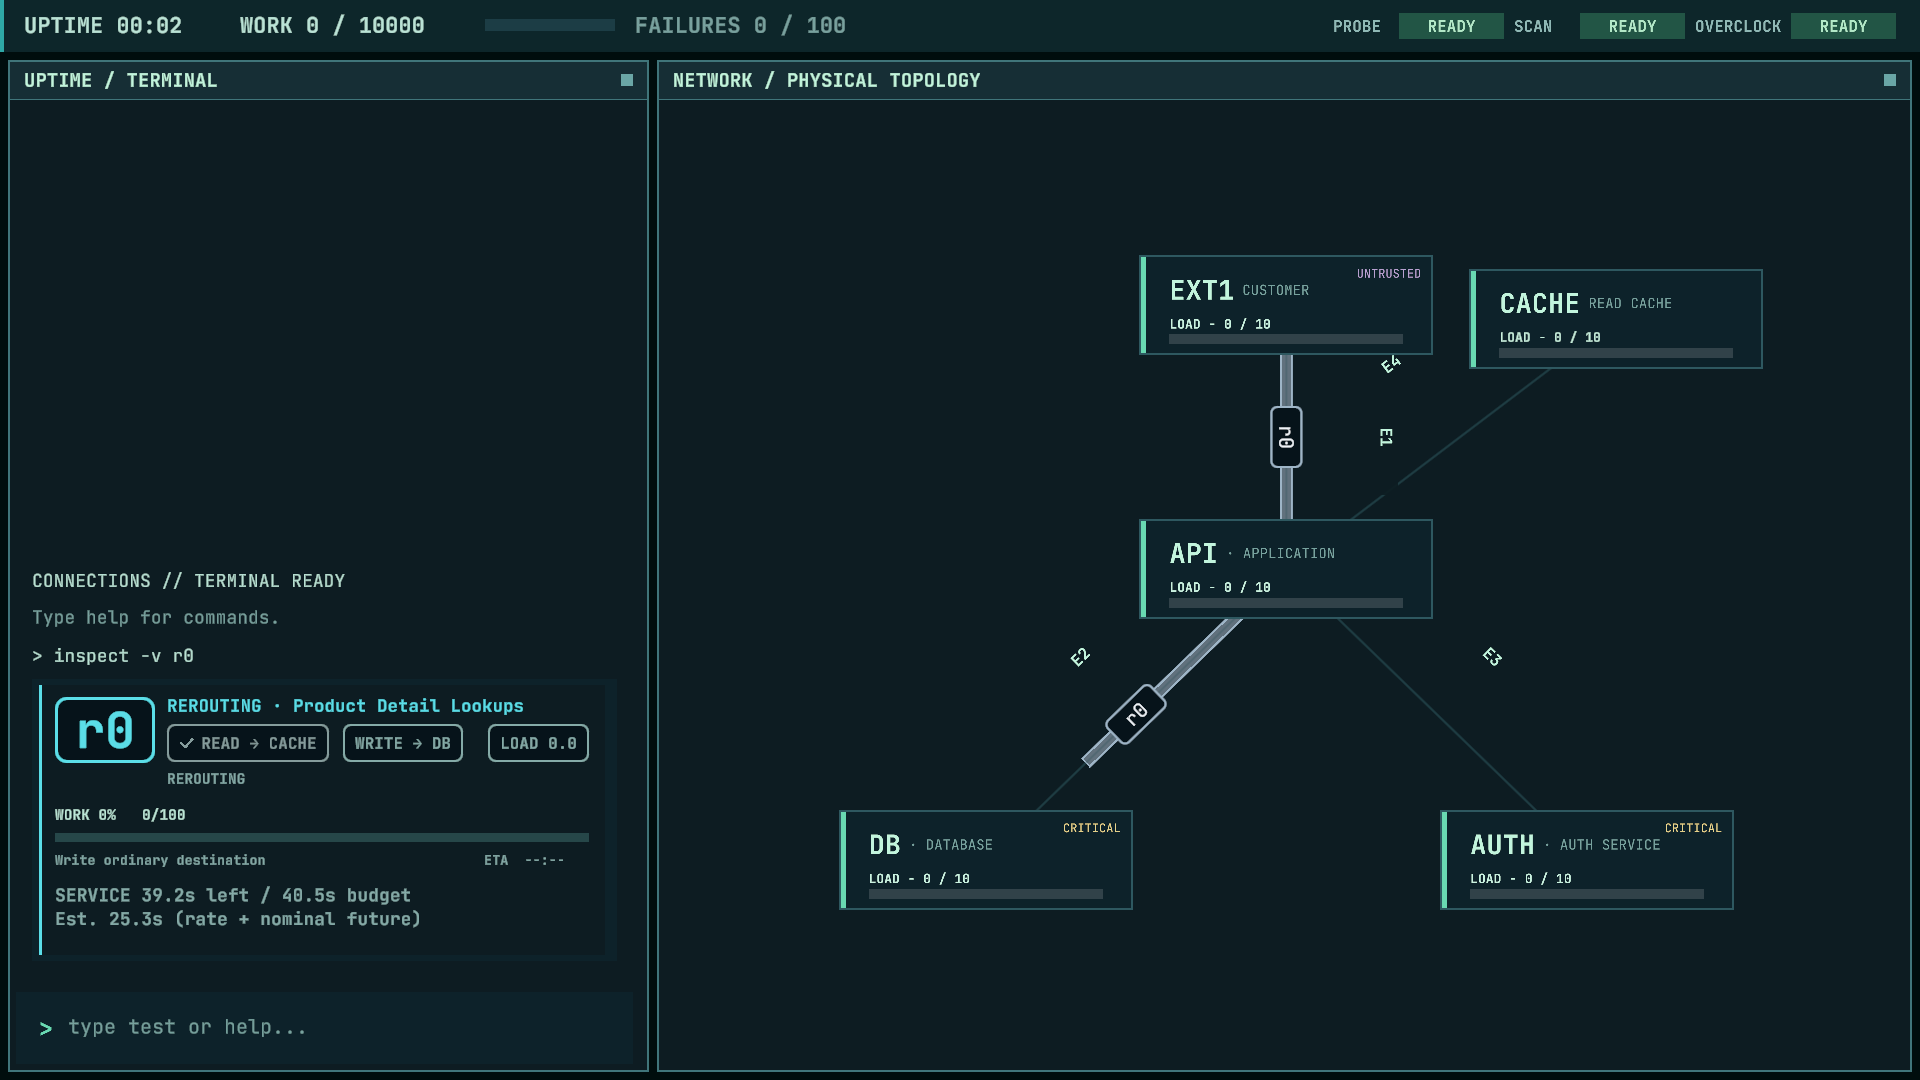 UPTIME 00:02 WORK 0 / 10000 FAILURES 0 / 100 PROBE READY SCAN READY OVERCLOCK READY
UPTIME / TERMINAL
CONNECTIONS // TERMINAL READY
Type help for commands.
> inspect -v r0
r0 REROUTING · Product Detail Lookups
✓ READ → CACHE WRITE → DB LOAD 0.0
REROUTING
WORK 0% 0/100
Write ordinary destination ETA --:--
SERVICE 39.2s left / 40.5s budget
Est. 25.3s (rate + nominal future)
> type test or help...
NETWORK / PHYSICAL TOPOLOGY
UNTRUSTED
EXT1 CUSTOMER
LOAD - 0 / 10
CACHE READ CACHE
LOAD - 0 / 10
E4
r0
E1
API · APPLICATION
LOAD - 0 / 10
E2
E3
r0
CRITICAL
DB · DATABASE
LOAD - 0 / 10
CRITICAL
AUTH · AUTH SERVICE
LOAD - 0 / 10